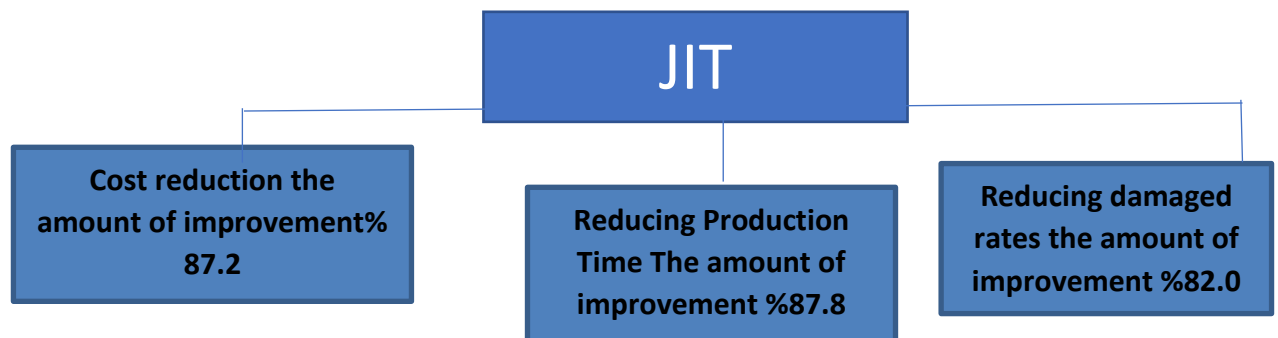 JIT
Cost reduction the
amount of improvement%
87.2
Reducing Production
Time The amount of
improvement %87.8
Reducing damaged
rates the amount of
improvement %82.0